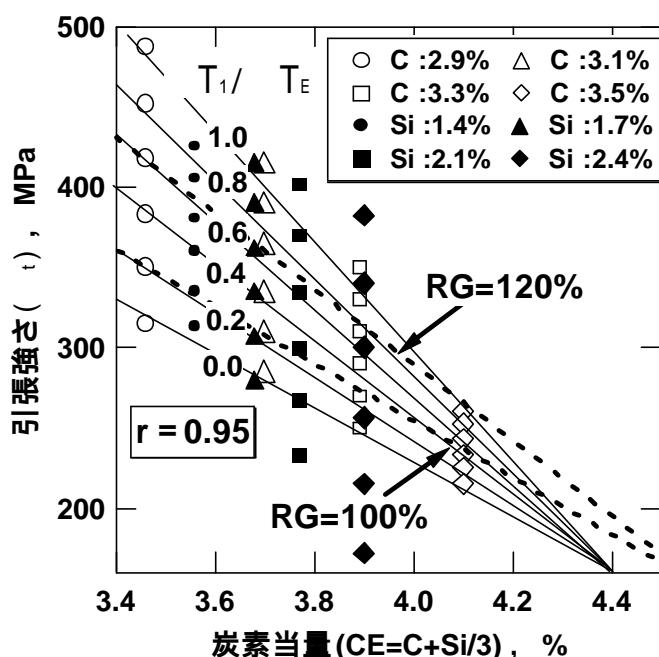 500
400
300
200
引張強さ( t ) , MPa
T1/ TE
○ C :2.9% △ C :3.1%
□ C :3.3% ◇ C :3.5%
● Si :1.4% ▲ Si :1.7%
■ Si :2.1% ◆ Si :2.4%
1.0
0.8
0.6
0.4
0.2
0.0
RG=120%
r = 0.95
RG=100%
3.4 3.6 3.8 4.0 4.2 4.4
炭素当量(CE=C+Si/3) , %